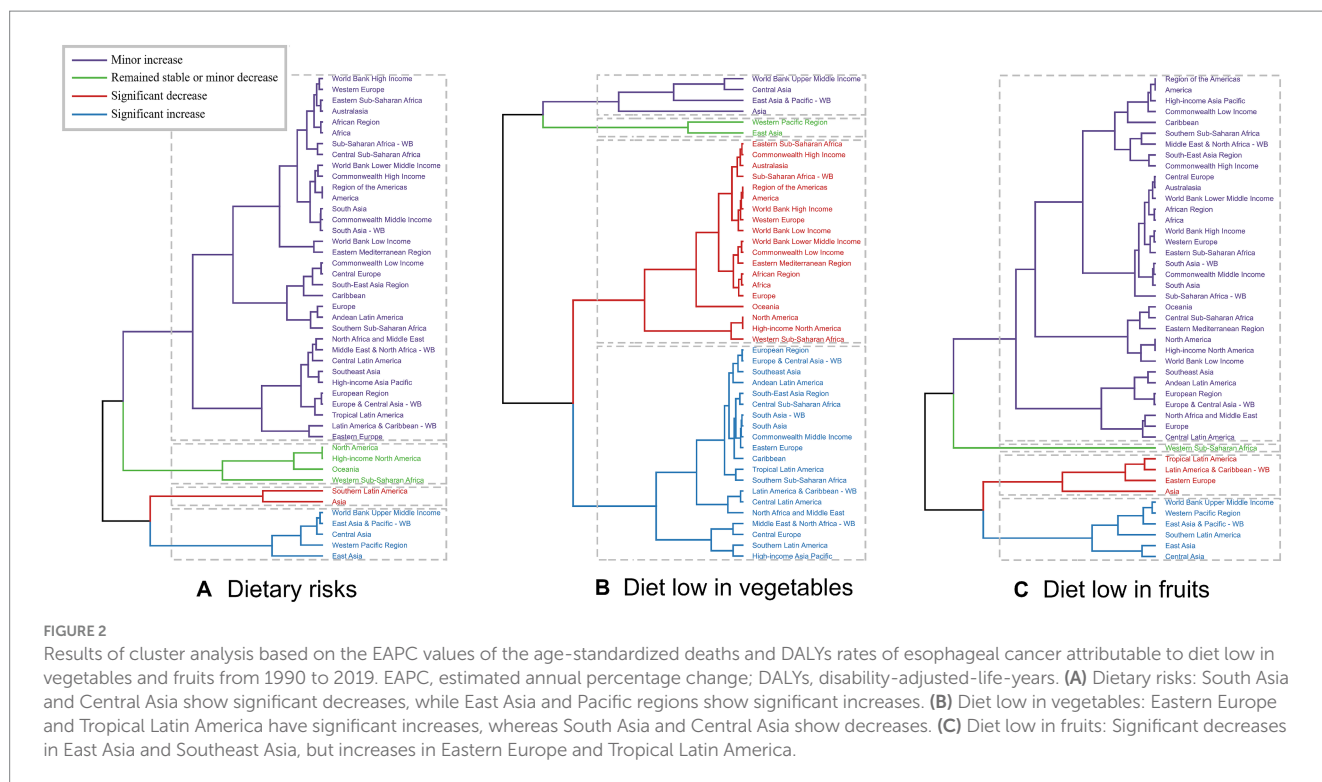 Minor increase
Remained stable or minor decrease
Significant decrease
Significant increase
World Bank High Income
Western Europe
Eastern Sub-Saharan Africa
Australasia
African Region
Africa
Sub-Saharan Africa - WB
Central Sub-Saharan Africa
World Bank Lower Middle Income
Commonwealth High Income
Region of the Americas
America
South Asia
Commonwealth Middle Income
South Asia - WB
World Bank Low Income
Eastern Mediterranean Region
Commonwealth Low Income
Central Europe
South-East Asia Region
Caribbean
Europe
Andean Latin America
Southern Sub-Saharan Africa
North Africa and Middle East
Middle East & North Africa - WB
Central Latin America
Southeast Asia
High-income Asia Pacific
European Region
Europe & Central Asia - WB
Tropical Latin America
Latin America & Caribbean - WB
Eastern Europe
North America
High-income North America
Oceania
Western Sub-Saharan Africa
Southern Latin America
Asia
World Bank Upper Middle Income
East Asia & Pacific - WB
Central Asia
Western Pacific Region
East Asia
A Dietary risks
World Bank Upper Middle Income
Central Asia
East Asia & Pacific - WB
Asia
Western Pacific Region
East Asia
Eastern Sub-Saharan Africa
Commonwealth High Income
Australasia
Sub-Saharan Africa - WB
Region of the Americas
America
World Bank High Income
Western Europe
World Bank Low Income
World Bank Lower Middle Income
Commonwealth Low Income
Eastern Mediterranean Region
African Region
Africa
Europe
Oceania
North America
High-income North America
Western Sub-Saharan Africa
European Region
Europe & Central Asia - WB
Southeast Asia
Andean Latin America
South-East Asia Region
Central Sub-Saharan Africa
South Asia - WB
South Asia
Commonwealth Middle Income
Eastern Europe
Caribbean
Tropical Latin America
Southern Sub-Saharan Africa
Latin America & Caribbean - WB
Central Latin America
North Africa and Middle East
Middle East & North Africa - WB
Central Europe
Southern Latin America
High-income Asia Pacific
B Diet low in vegetables
Region of the Americas
America
High-income Asia Pacific
Commonwealth Low Income
Caribbean
Southern Sub-Saharan Africa
Middle East & North Africa - WB
South-East Asia Region
Commonwealth High Income
Central Europe
Australasia
World Bank Lower Middle Income
African Region
Africa
World Bank High Income
Western Europe
Eastern Sub-Saharan Africa
South Asia - WB
Commonwealth Middle Income
South Asia
Sub-Saharan Africa - WB
Oceania
Central Sub-Saharan Africa
Eastern Mediterranean Region
North America
High-income North America
World Bank Low Income
Southeast Asia
Andean Latin America
European Region
Europe & Central Asia - WB
North Africa and Middle East
Europe
Central Latin America
Western Sub-Saharan Africa
Tropical Latin America
Latin America & Caribbean - WB
Eastern Europe
Asia
World Bank Upper Middle Income
Western Pacific Region
East Asia & Pacific - WB
Southern Latin America
East Asia
Central Asia
C Diet low in fruits
FIGURE 2
Results of cluster analysis based on the EAPC values of the age-standardized deaths and DALYs rates of esophageal cancer attributable to diet low in
vegetables and fruits from 1990 to 2019. EAPC, estimated annual percentage change; DALYs, disability-adjusted-life-years. (A) Dietary risks: South Asia
and Central Asia show significant decreases, while East Asia and Pacific regions show significant increases. (B) Diet low in vegetables: Eastern Europe
and Tropical Latin America have significant increases, whereas South Asia and Central Asia show decreases. (C) Diet low in fruits: Significant decreases
in East Asia and Southeast Asia, but increases in Eastern Europe and Tropical Latin America.